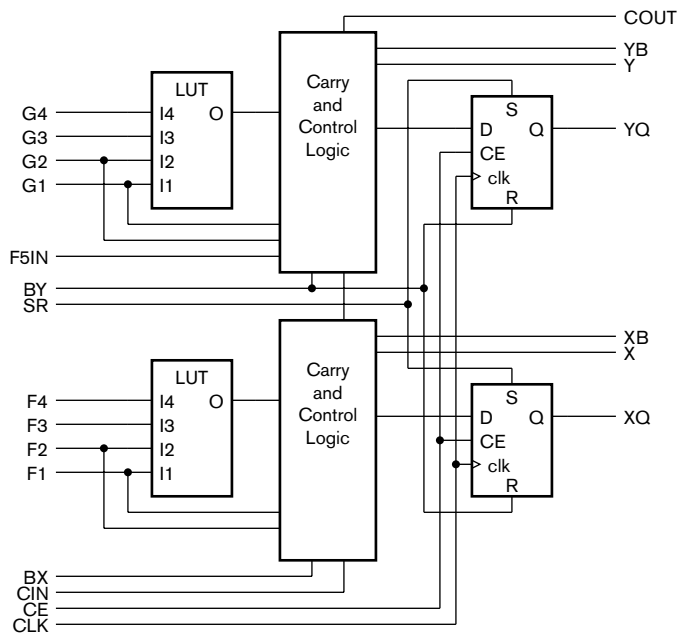 COUT
YB
Y
LUT
G4
I4
O
G3
I3
G2
I2
G1
I1
F5IN
BY
SR
Carry
and
Control
Logic
S
D
Q
YQ
CE
clk
R
XB
X
LUT
F4
I4
O
F3
I3
F2
I2
F1
I1
Carry
and
Control
Logic
S
D
Q
XQ
CE
clk
R
BX
CIN
CE
CLK